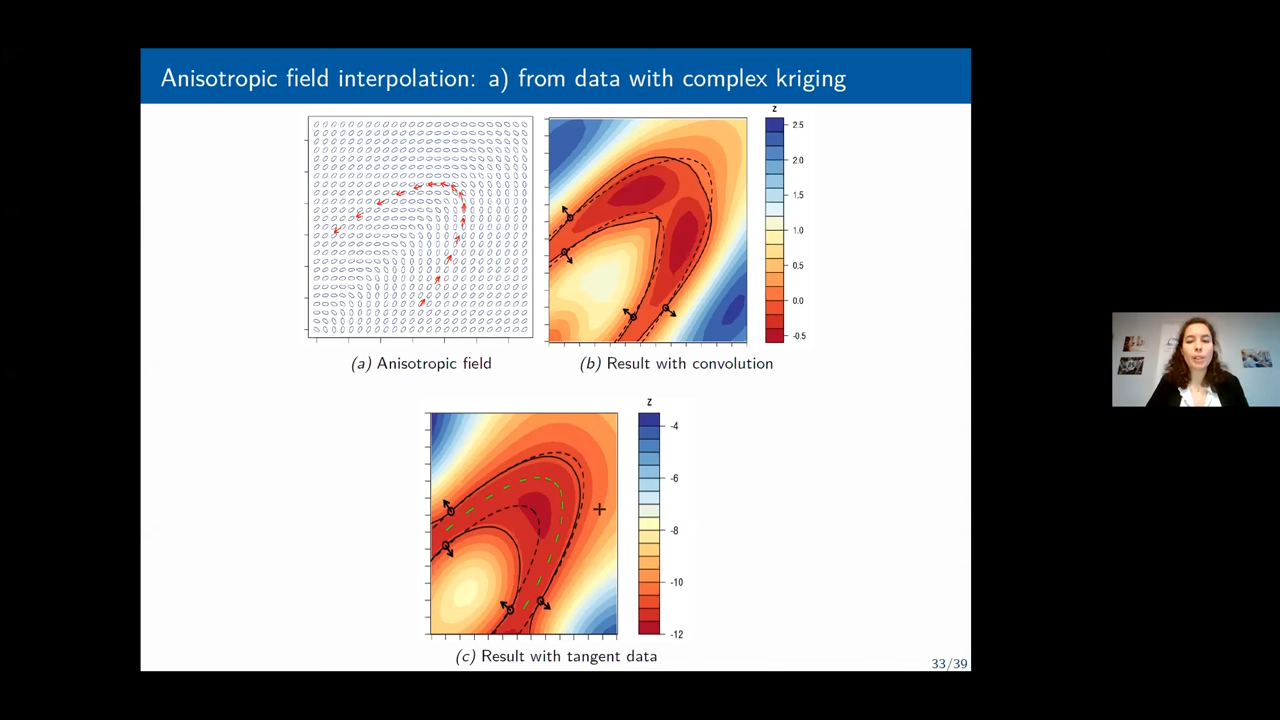 Anisotropic field interpolation: a) from data with complex kriging
z
2.5
2.0
1.5
1.0
0.5
0.0
-0.5
(a) Anisotropic field
(b) Result with convolution
z
-4
-6
-8
-10
-12
(c) Result with tangent data
33/39